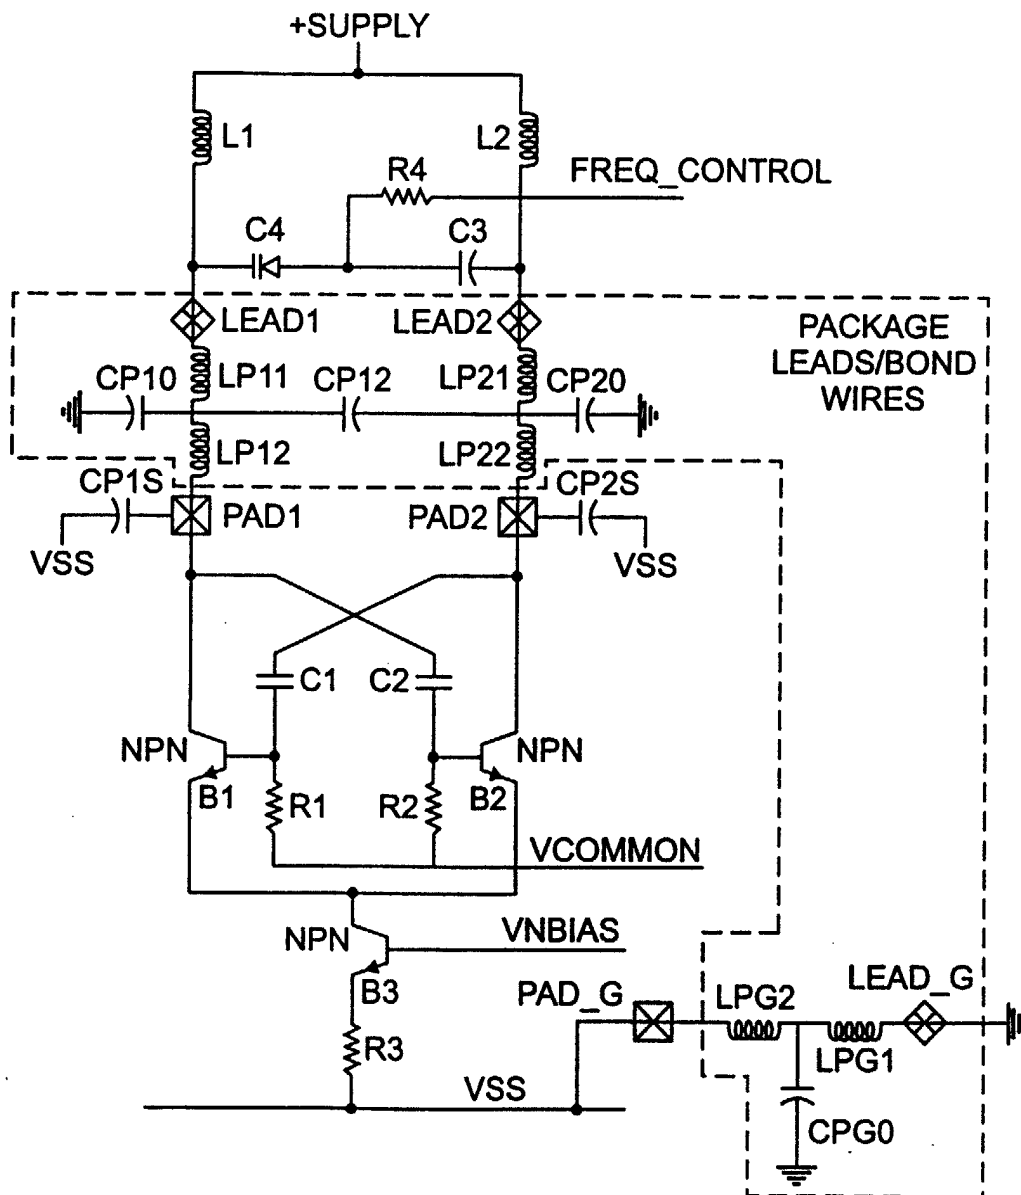 +SUPPLY
L1
L2
R4
FREQ_CONTROL
C4
C3
LEAD1
LEAD2
PACKAGE
LEADS/BOND
WIRES
CP10
LP11
CP12
LP21
CP20
LP12
LP22
CP1S
CP2S
PAD1
PAD2
VSS
VSS
C1
C2
NPN
NPN
B1
R1
R2
B2
VCOMMON
NPN
VNBIAS
B3
PAD_G
LPG2
LEAD_G
R3
LPG1
VSS
CPG0